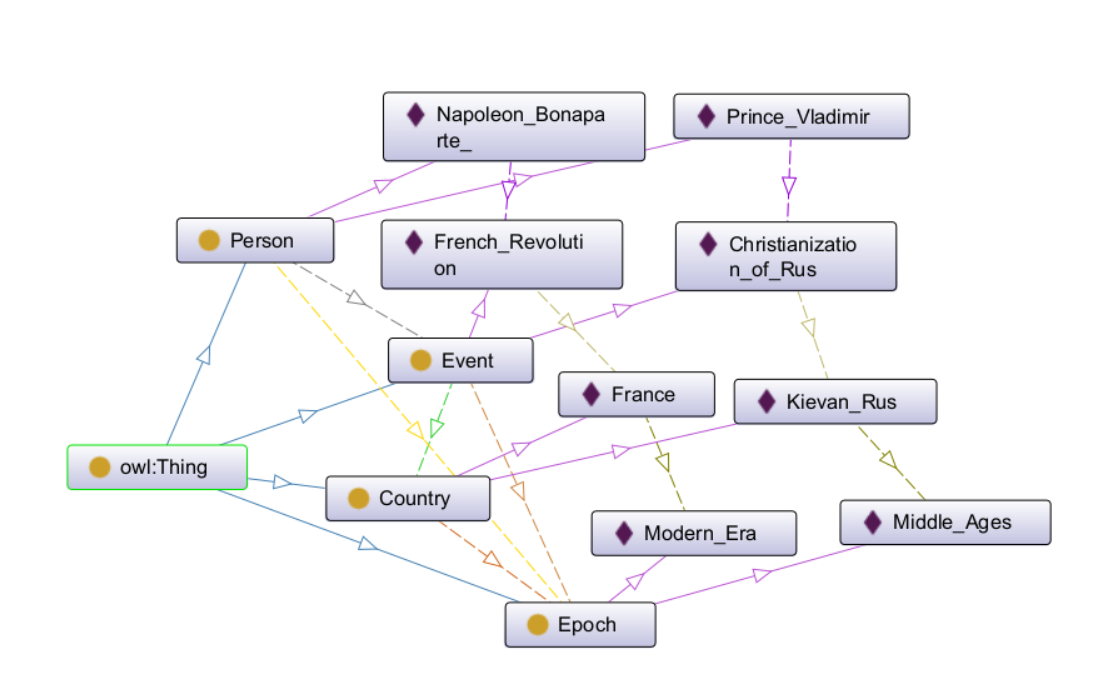 Napoleon_Bonapa
rte_
Prince_Vladimir
Person
French_Revoluti
on
Christianizatio
n_of_Rus
Event
France
Kievan_Rus
owl:Thing
Country
Modern_Era
Middle_Ages
Epoch